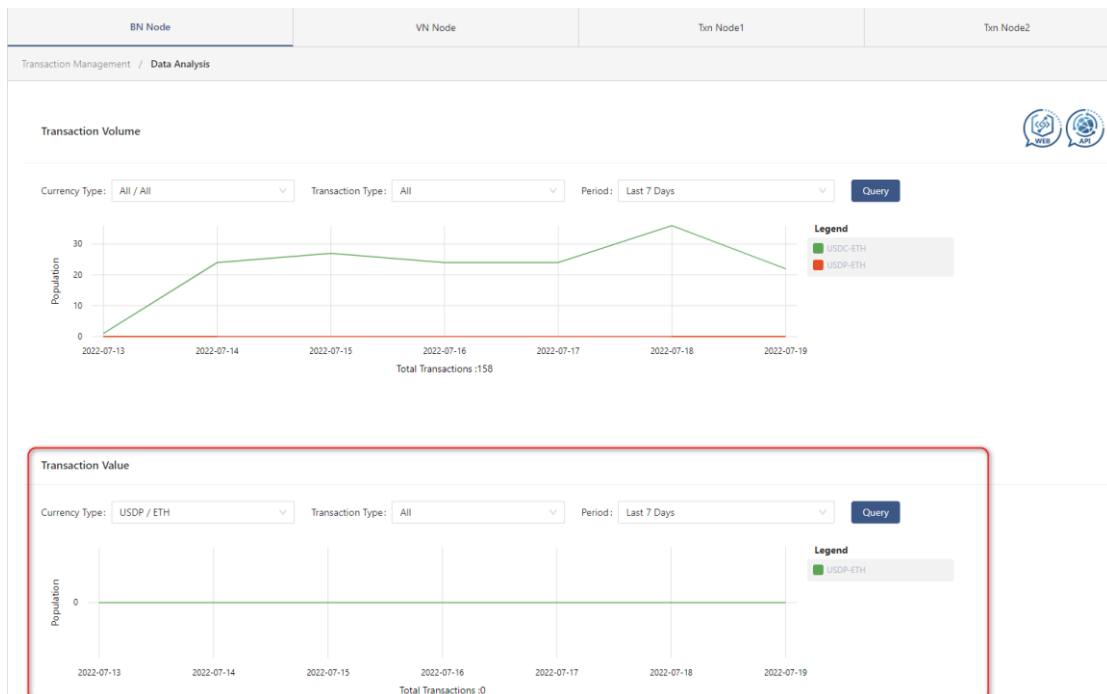 BN Node VN Node Txn Node1 Txn Node2
Transaction Management / Data Analysis
Transaction Volume
WEB API
Currency Type: All / All Transaction Type: All Period: Last 7 Days Query
Legend
USDC-ETH
USDP-ETH
Population
30
20
10
0
2022-07-13 2022-07-14 2022-07-15 2022-07-16 2022-07-17 2022-07-18 2022-07-19
Total Transactions :158
Transaction Value
Currency Type: USDP / ETH Transaction Type: All Period: Last 7 Days Query
Legend
USDP-ETH
Population
0
2022-07-13 2022-07-14 2022-07-15 2022-07-16 2022-07-17 2022-07-18 2022-07-19
Total Transactions :0